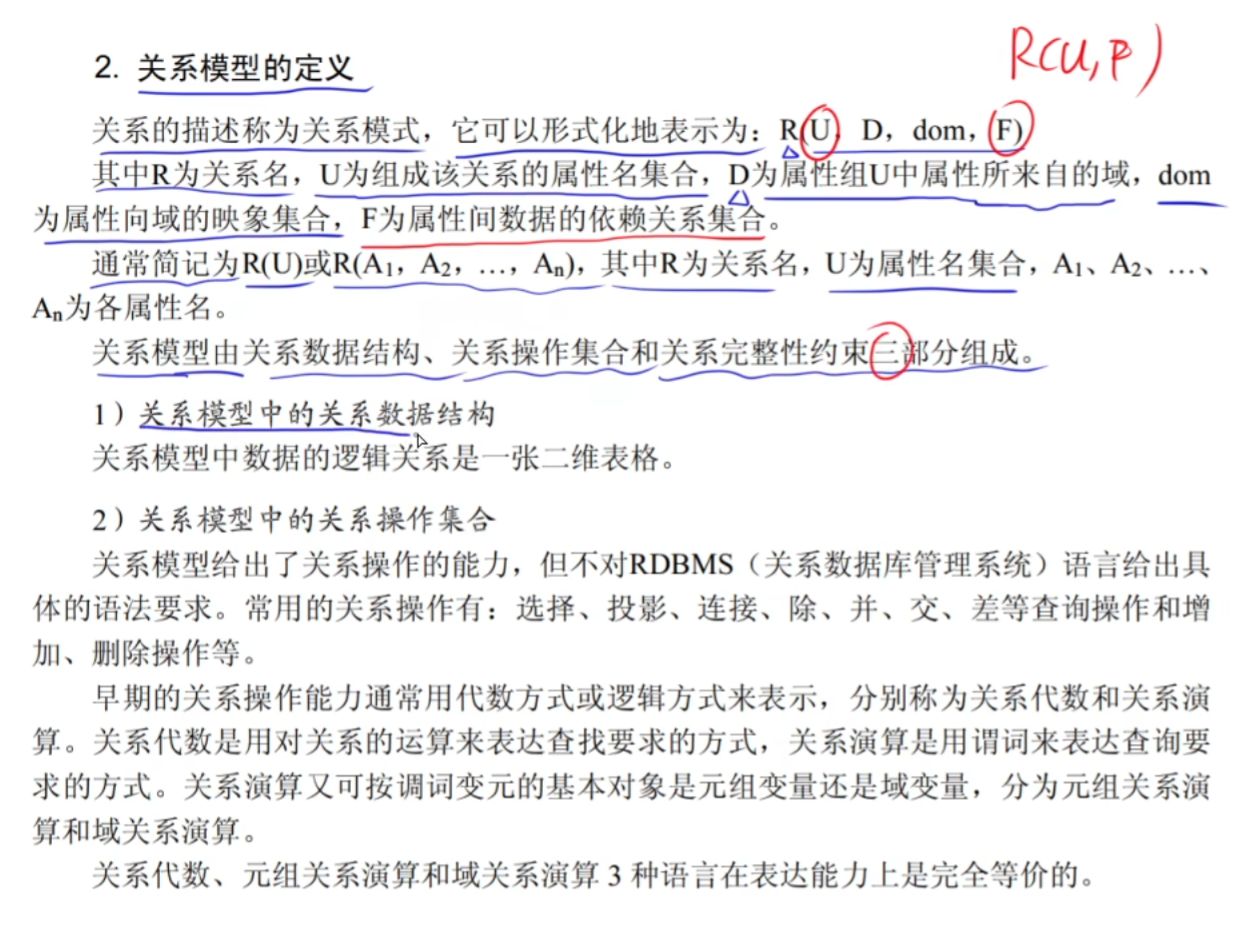 R(U,F)
2. 关系模型的定义
关系的描述称为关系模式，它可以形式化地表示为：R(U，D，dom，F)
其中R为关系名，U为组成该关系的属性名集合，D为属性组U中属性所来自的域，dom
为属性向域的映象集合，F为属性间数据的依赖关系集合。
通常简记为R(U)或R(A1，A2，…，An)，其中R为关系名，U为属性名集合，A1、A2、…、
An为各属性名。
关系模型由关系数据结构、关系操作集合和关系完整性约束三部分组成。
1）关系模型中的关系数据结构
关系模型中数据的逻辑关系是一张二维表格。
2）关系模型中的关系操作集合
关系模型给出了关系操作的能力，但不对RDBMS（关系数据库管理系统）语言给出具
体的语法要求。常用的关系操作有：选择、投影、连接、除、并、交、差等查询操作和增
加、删除操作等。
早期的关系操作能力通常用代数方式或逻辑方式来表示，分别称为关系代数和关系演
算。关系代数是用对关系的运算来表达查找要求的方式，关系演算是用谓词来表达查询要
求的方式。关系演算又可按调词变元的基本对象是元组变量还是域变量，分为元组关系演
算和域关系演算。
关系代数、元组关系演算和域关系演算 3 种语言在表达能力上是完全等价的。